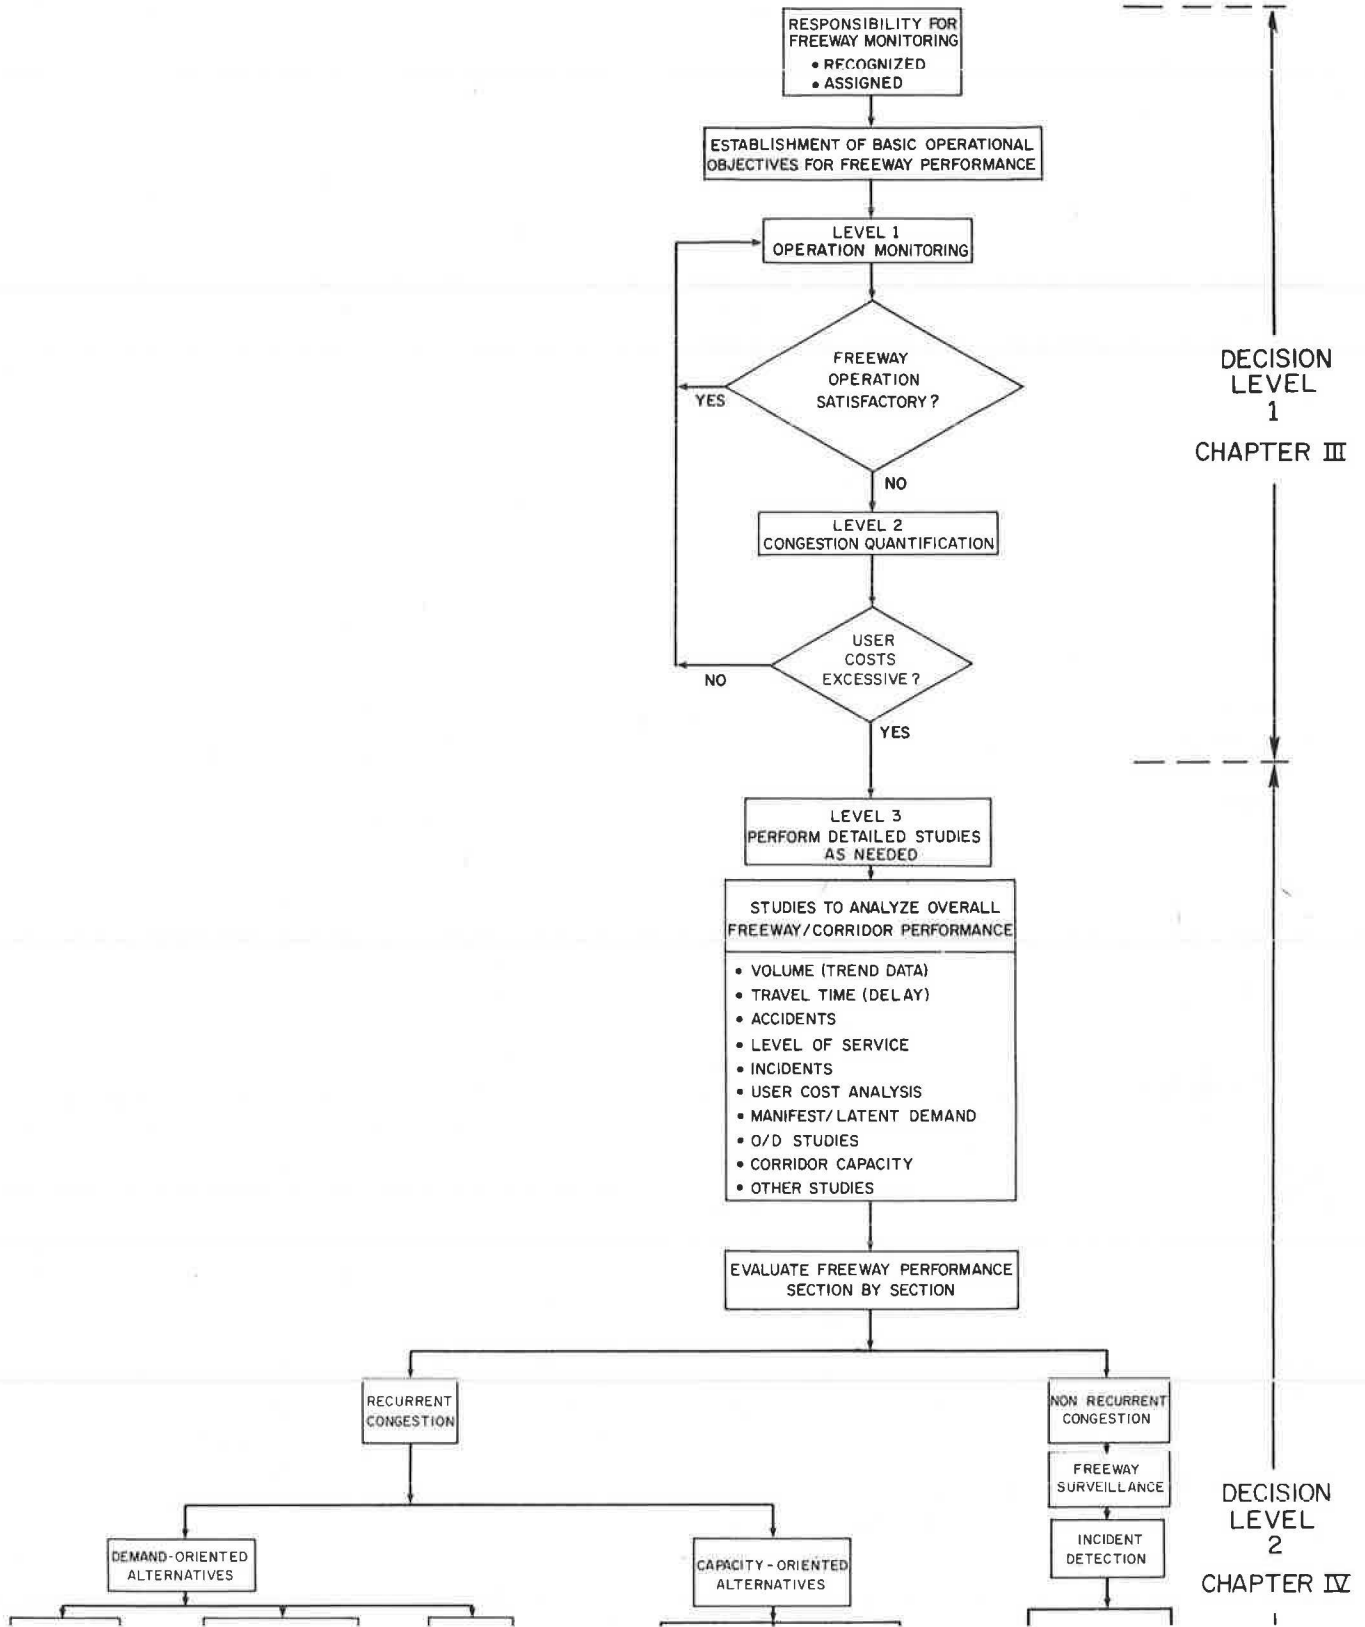 RESPONSIBILITY FOR
FREEWAY MONITORING
• RECOGNIZED
• ASSIGNED
ESTABLISHMENT OF BASIC OPERATIONAL
OBJECTIVES FOR FREEWAY PERFORMANCE
LEVEL 1
OPERATION MONITORING
FREEWAY
OPERATION
SATISFACTORY?
YES
NO
DECISION
LEVEL
1
CHAPTER III
LEVEL 2
CONGESTION QUANTIFICATION
USER
COSTS
EXCESSIVE?
NO
YES
LEVEL 3
PERFORM DETAILED STUDIES
AS NEEDED
STUDIES TO ANALYZE OVERALL
FREEWAY/CORRIDOR PERFORMANCE
• VOLUME (TREND DATA)
• TRAVEL TIME (DELAY)
• ACCIDENTS
• LEVEL OF SERVICE
• INCIDENTS
• USER COST ANALYSIS
• MANIFEST/LATENT DEMAND
• O/D STUDIES
• CORRIDOR CAPACITY
• OTHER STUDIES
EVALUATE FREEWAY PERFORMANCE
SECTION BY SECTION
RECURRENT
CONGESTION
NON RECURRENT
CONGESTION
FREEWAY
SURVEILLANCE
INCIDENT
DETECTION
DEMAND-ORIENTED
ALTERNATIVES
CAPACITY-ORIENTED
ALTERNATIVES
DECISION
LEVEL
2
CHAPTER IV